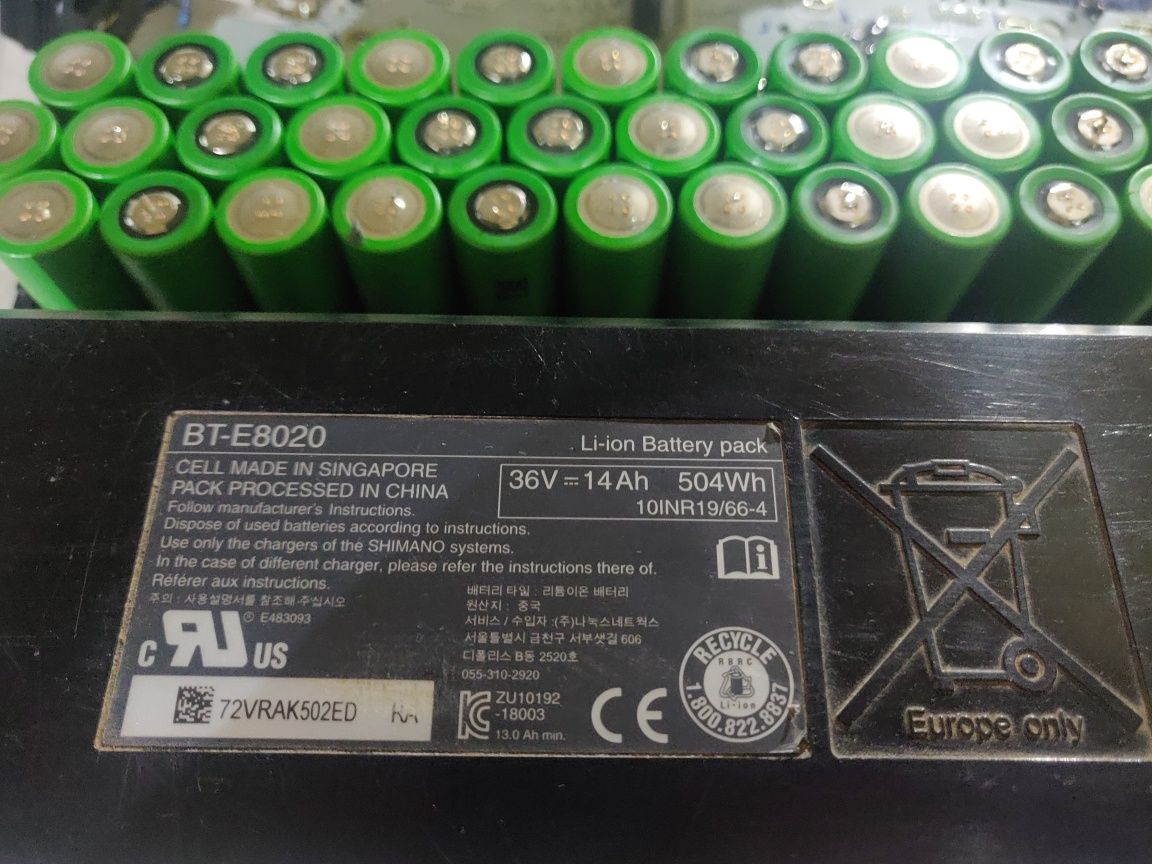 BT-E8020
Li-ion Battery pack
CELL MADE IN SINGAPORE
PACK PROCESSED IN CHINA
36V⎓14Ah 504Wh
10INR19/66-4
Follow manufacturer's Instructions.
Dispose of used batteries according to instructions.
Use only the chargers of the SHIMANO systems.
In the case of different charger, please refer the instructions there of.
Référer aux instructions.
주의 : 사용설명서를 참조해 주십시오
배터리 타입 : 리튬이온 배터리
원산지 : 중국
서비스 / 수입자 :(주)나눅스네트웍스
서울특별시 금천구 서부샛길 606
디폴리스 B동 2520호
055-310-2920
c RU ® US
E483093
72VRAK502ED RA
KC
ZU10192
-18003
13.0 Ah min.
CE
RECYCLE
RBRC
Li-ion
1.800.822.8837
Europe only